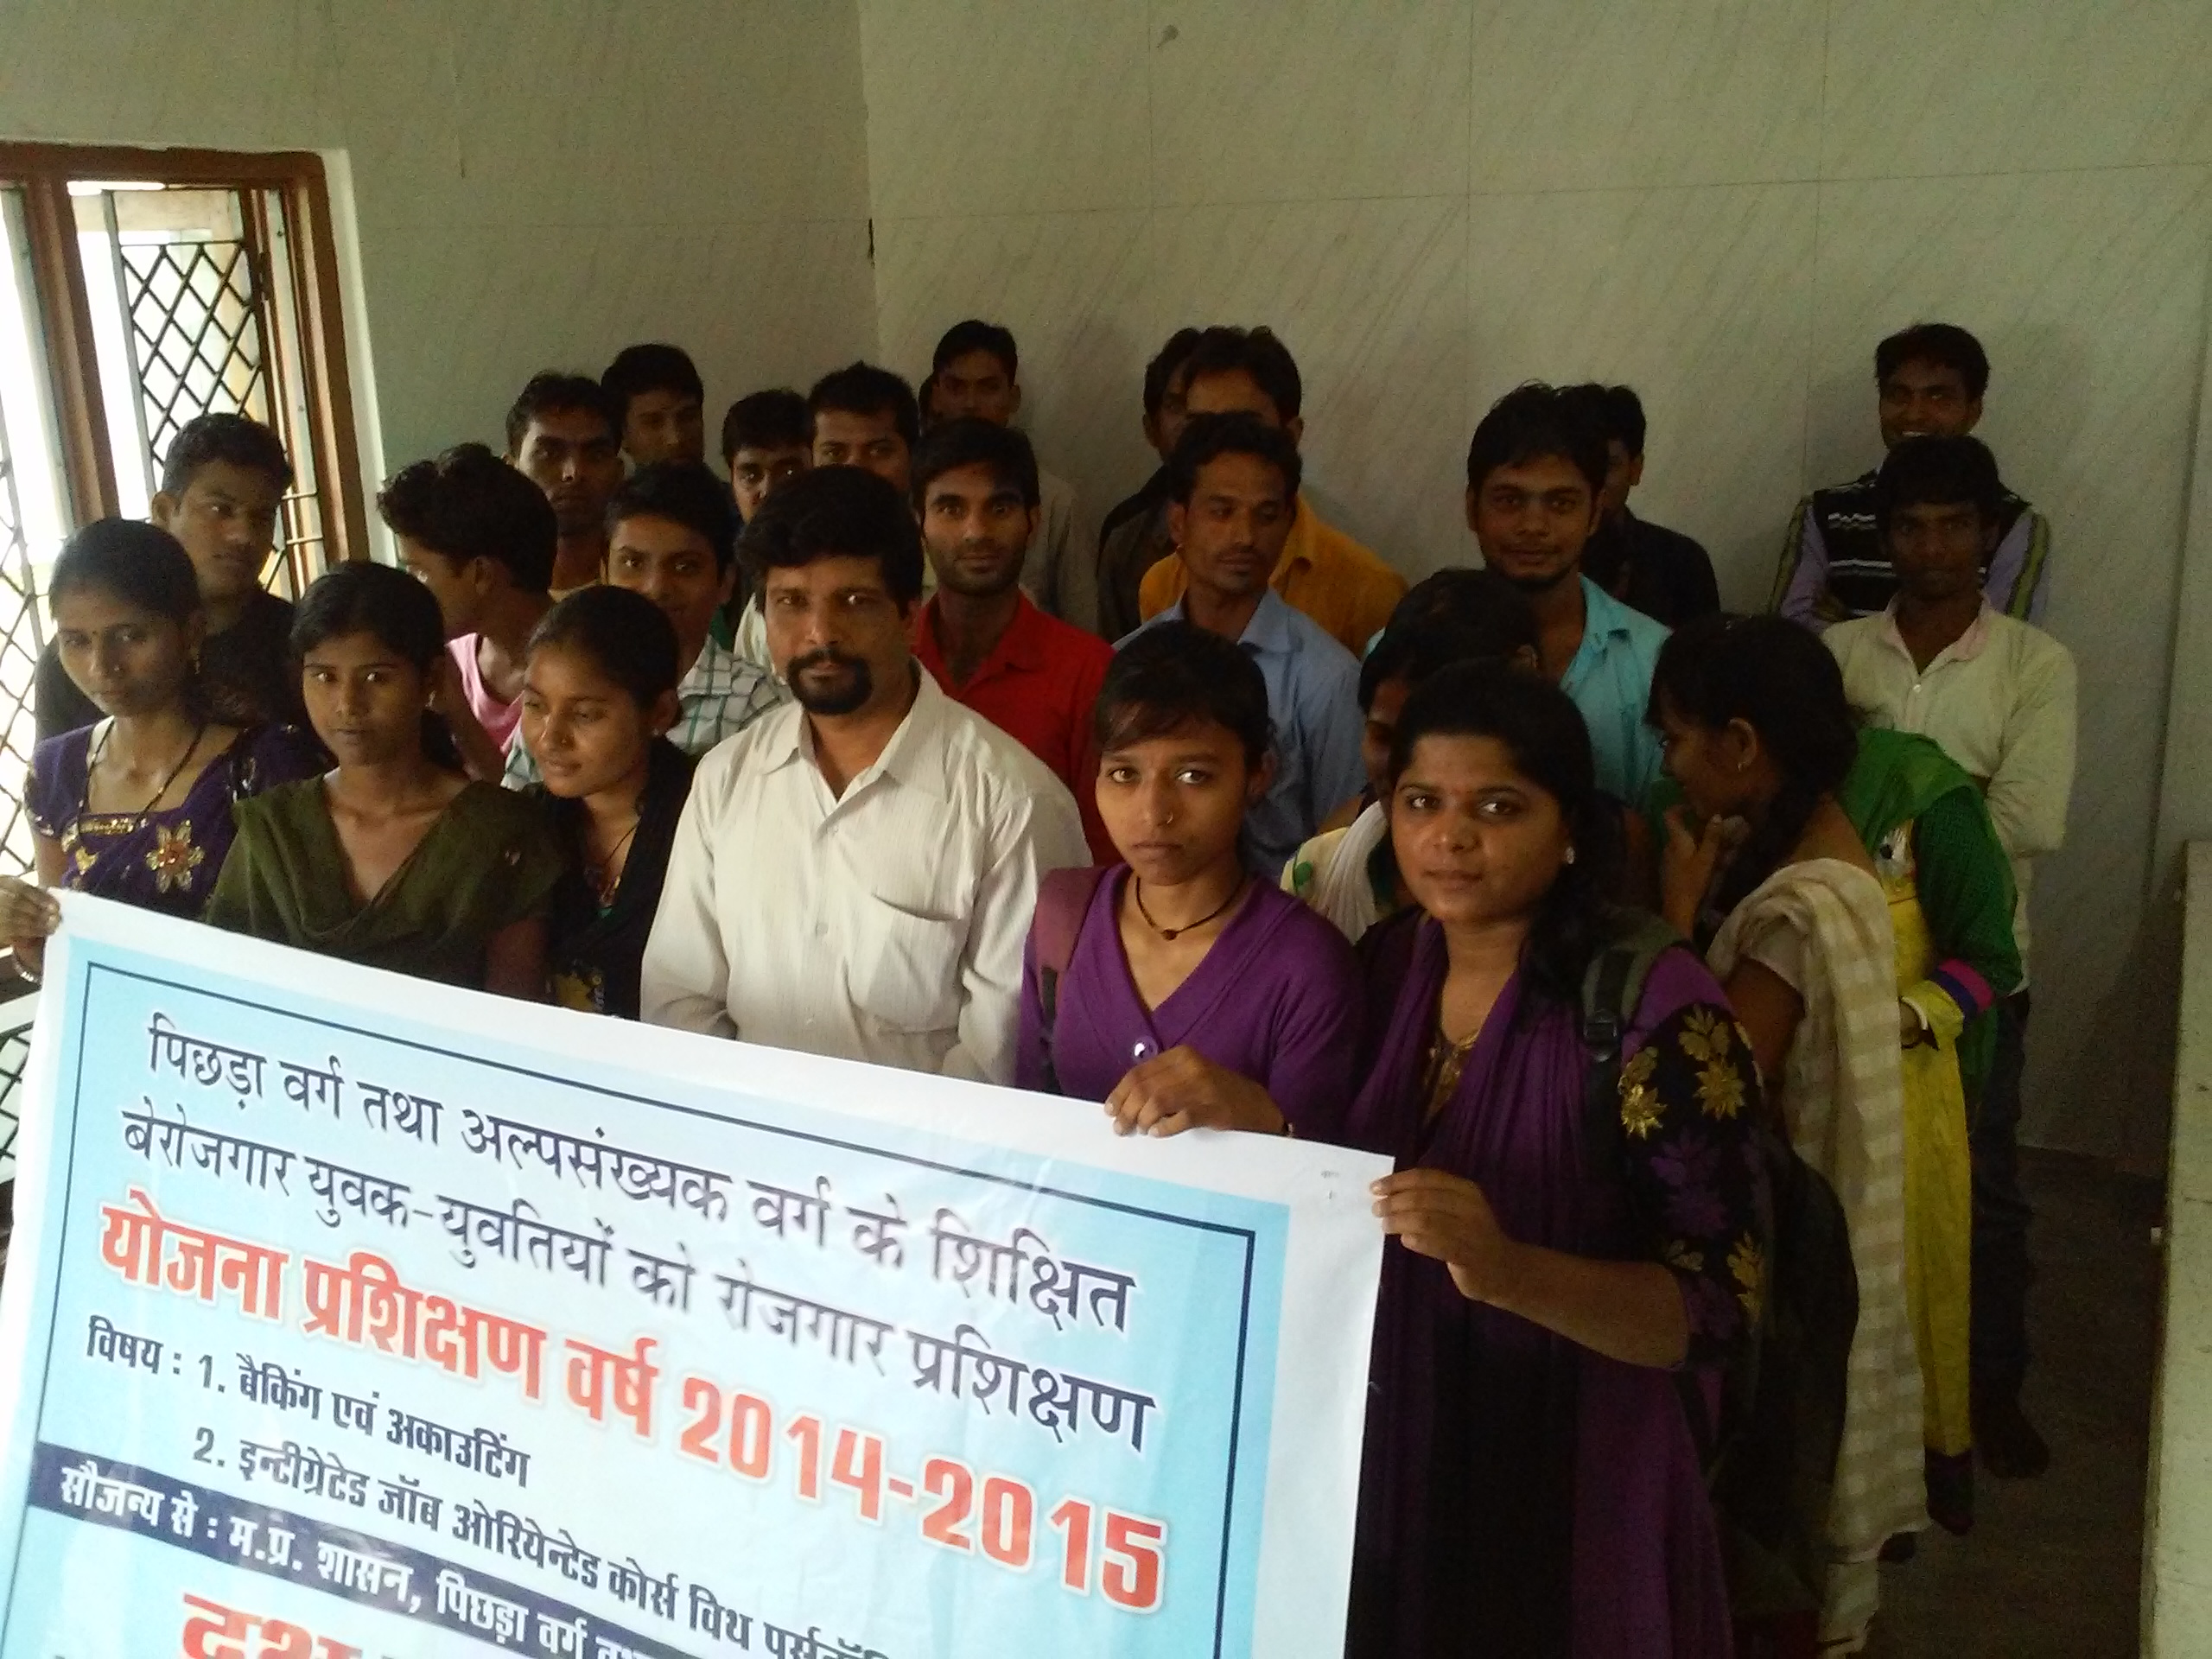 पिछड़ा वर्ग तथा अल्पसंख्यक वर्ग के शिक्षित
बेरोजगार युवक-युवतियों को रोजगार प्रशिक्षण
योजना प्रशिक्षण वर्ष 2014-2015
विषय : 1. बैकिंग एवं अकाउटिंग
2. इन्टीग्रेटेड जॉब ओरियेन्टेड कोर्स विथ
सौजन्य से : म.प्र. शासन, पिछड़ा वर्ग